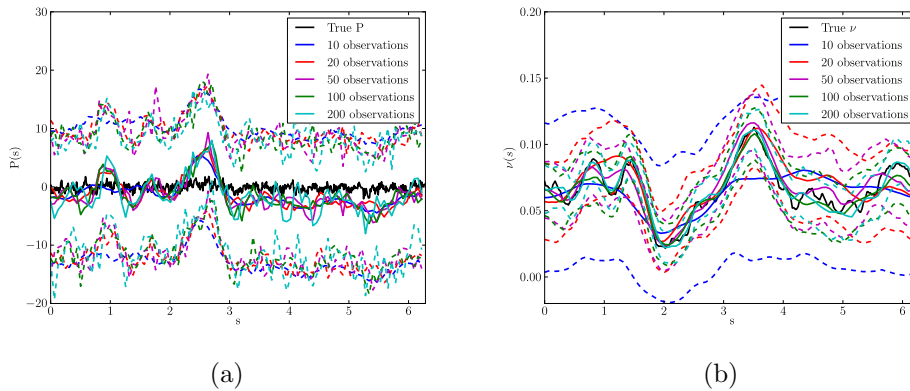 30
20
10
0
−10
−20
P(s)
0
1
2
3
4
5
6
s
True P
10 observations
20 observations
50 observations
100 observations
200 observations
(a)
0.20
0.15
0.10
0.05
0.00
ν(s)
0
1
2
3
4
5
6
s
True ν
10 observations
20 observations
50 observations
100 observations
200 observations
(b)